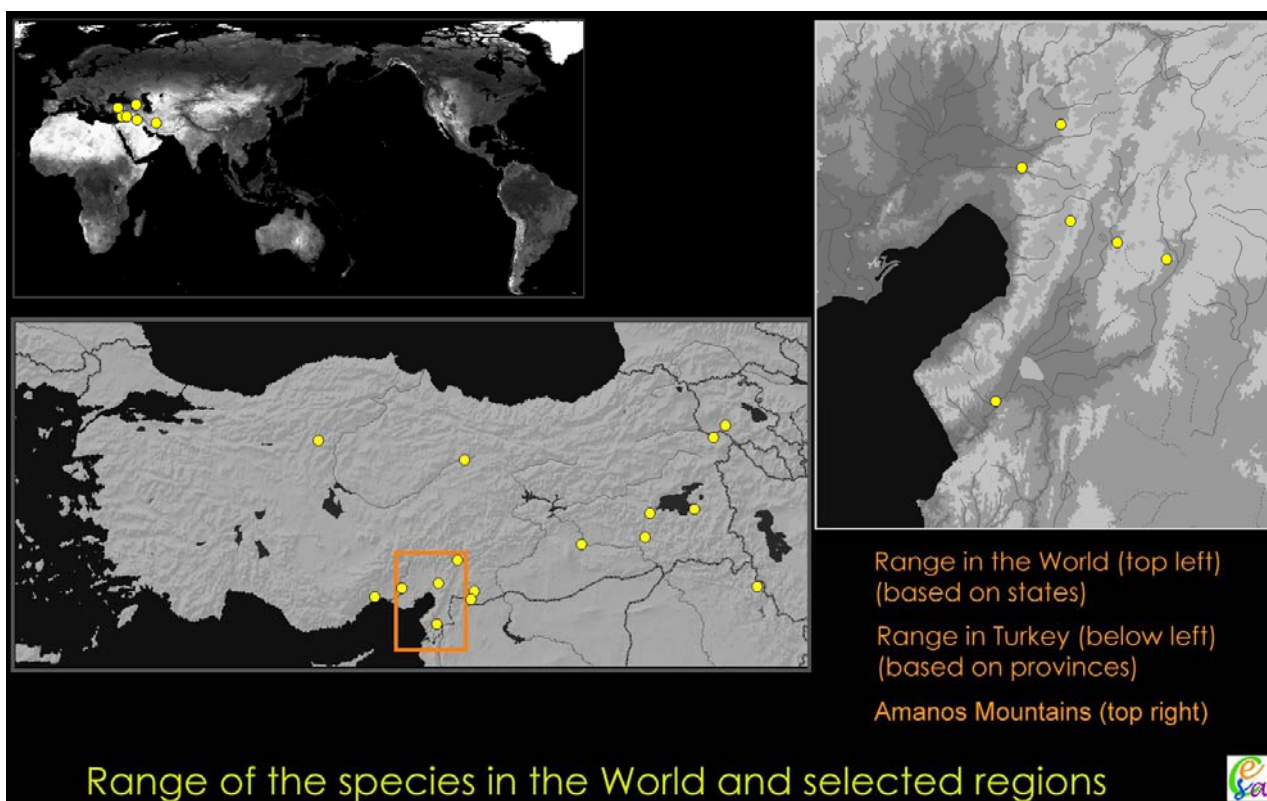 Range in the World (top left)
(based on states)
Range in Turkey (below left)
(based on provinces)
Amanos Mountains (top right)
Range of the species in the World and selected regions
esa